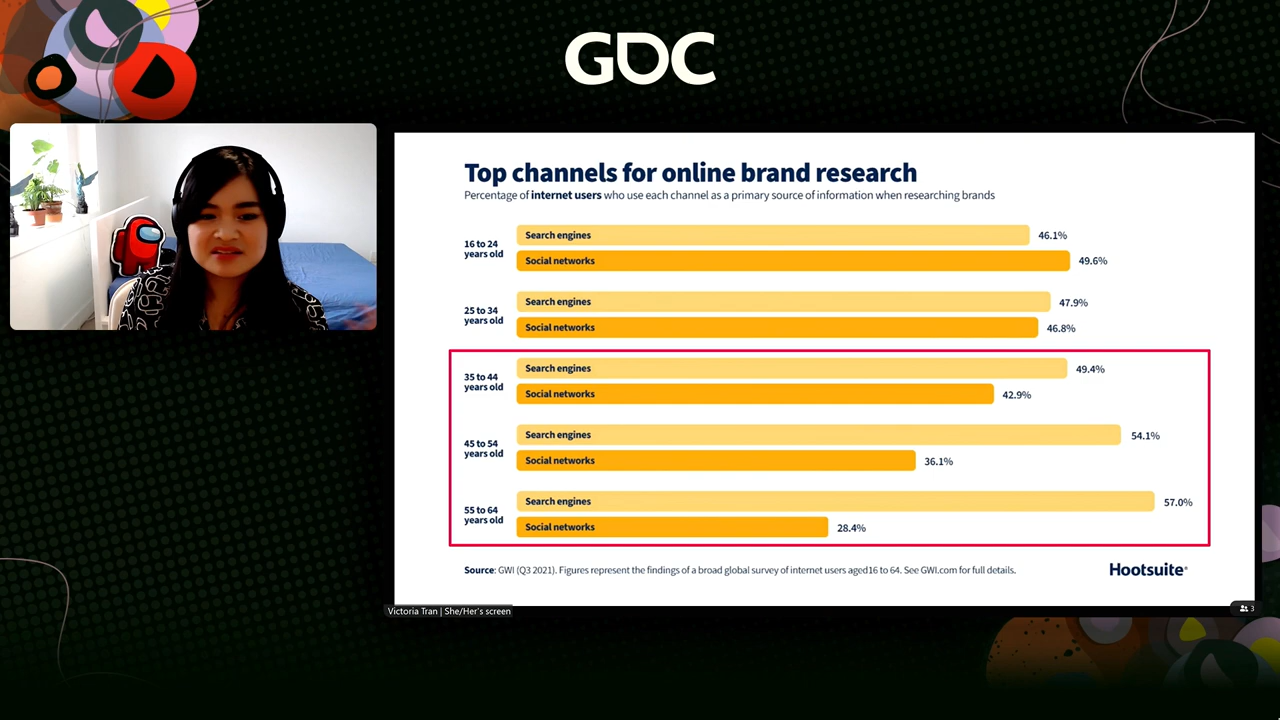 GDC
Top channels for online brand research
Percentage of internet users who use each channel as a primary source of information when researching brands
16 to 24
years old
Search engines
46.1%
Social networks
49.6%
25 to 34
years old
Search engines
47.9%
Social networks
46.8%
35 to 44
years old
Search engines
49.4%
Social networks
42.9%
45 to 54
years old
Search engines
54.1%
Social networks
36.1%
55 to 64
years old
Search engines
57.0%
Social networks
28.4%
Source: GWI (Q3 2021). Figures represent the findings of a broad global survey of internet users aged16 to 64. See GWI.com for full details.
Hootsuite®
Victoria Tran | She/Her's screen
3